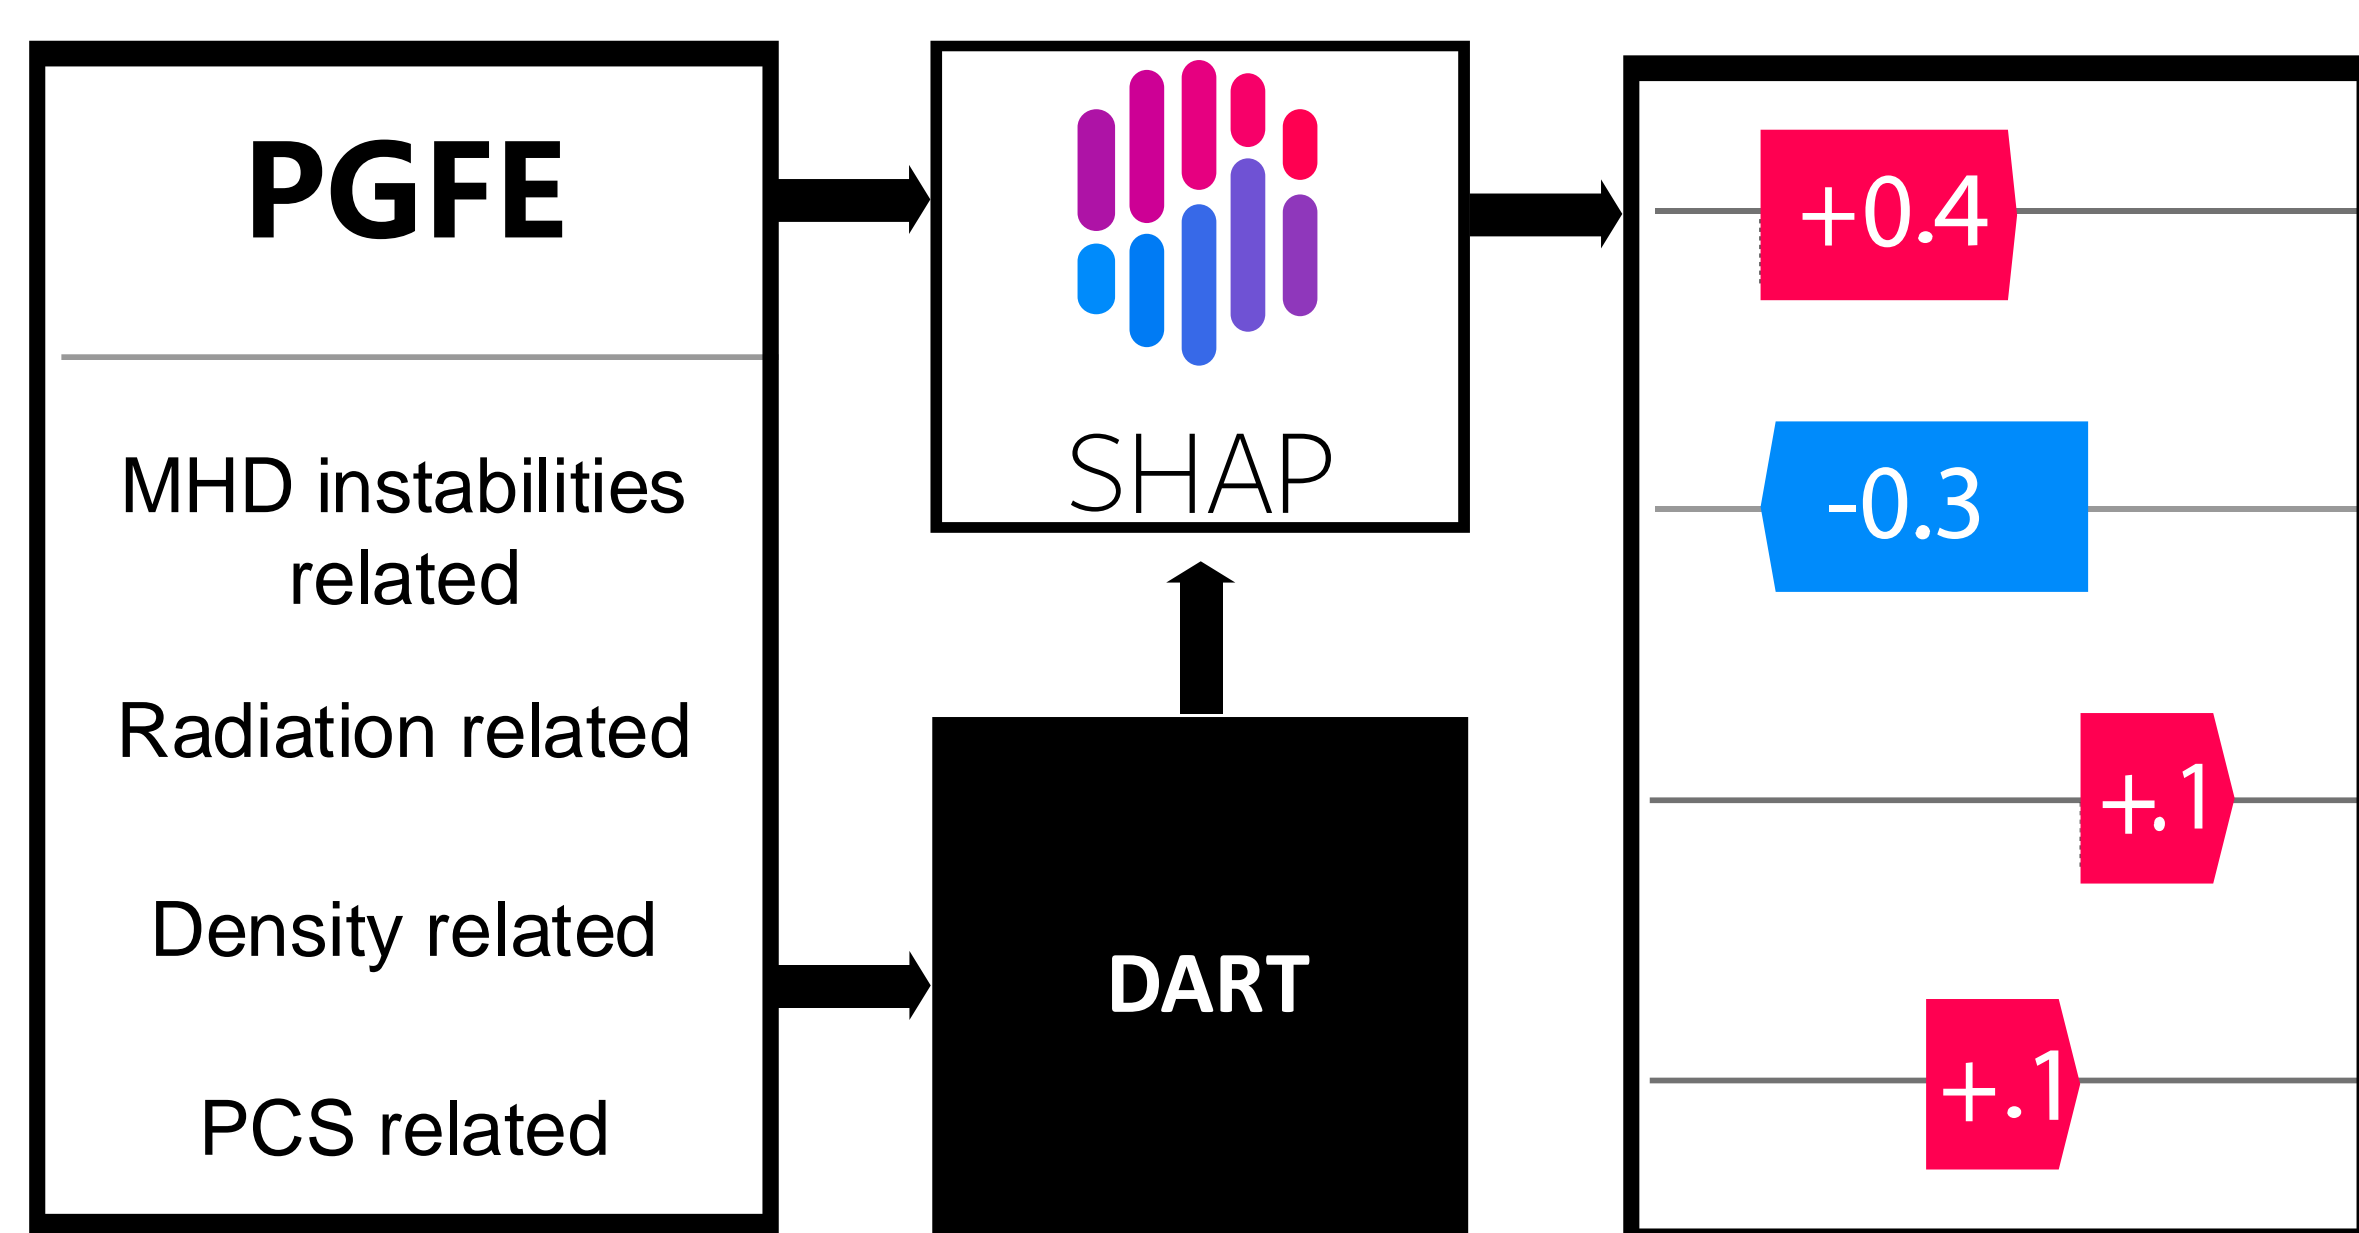 PGFE
MHD instabilities
related
Radiation related
Density related
PCS related
SHAP
DART
+0.4
-0.3
+.1
+.1